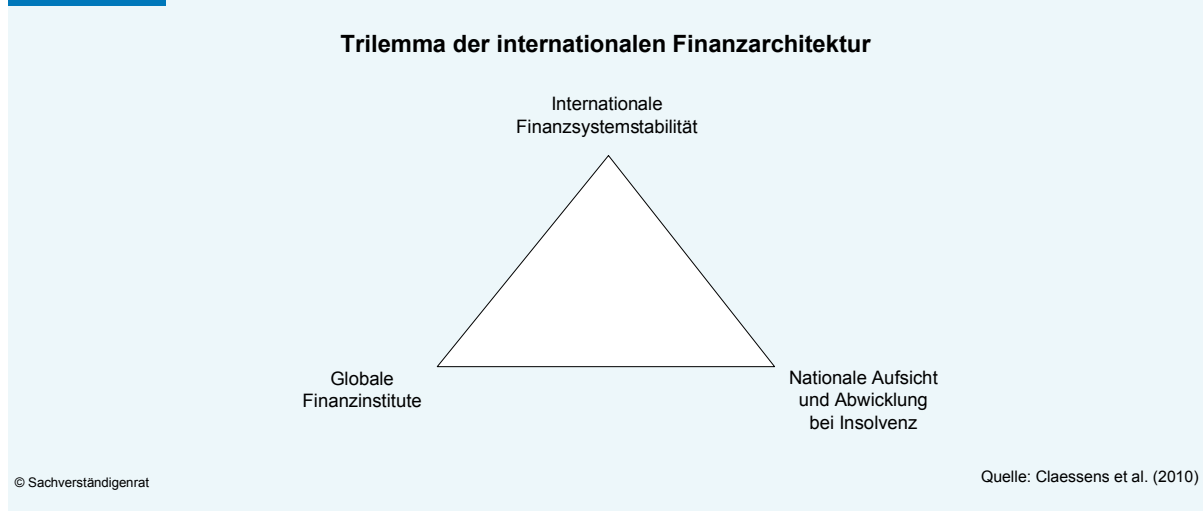 Trilemma der internationalen Finanzarchitektur
Internationale
Finanzsystemstabilität
Globale
Finanzinstitute
Nationale Aufsicht
und Abwicklung
bei Insolvenz
© Sachverständigenrat
Quelle: Claessens et al. (2010)